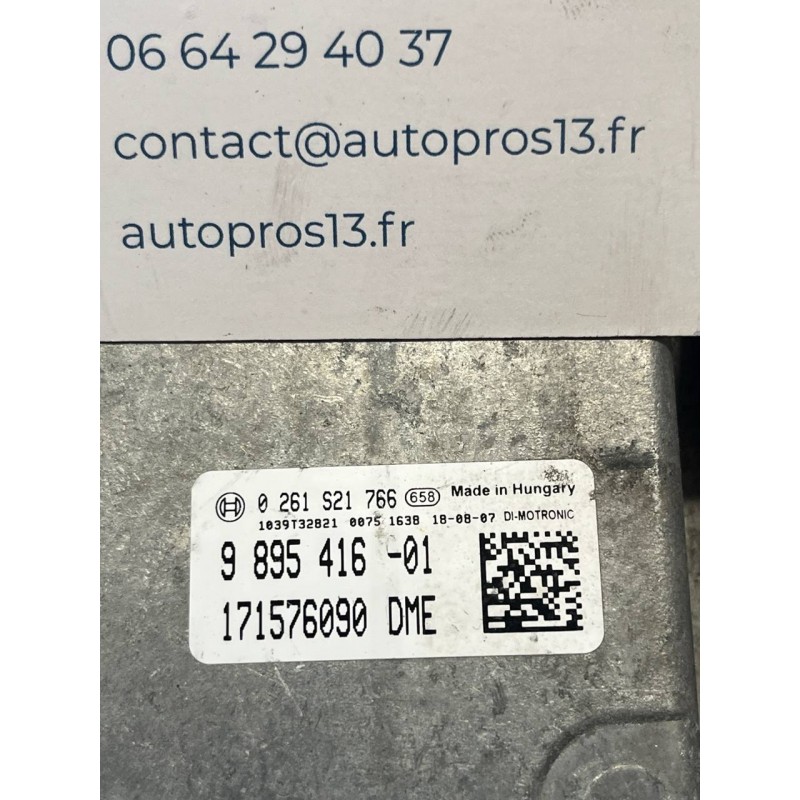 06 64 29 40 37
contact@autopros13.fr
autopros13.fr
0 261 S21 766 658 Made in Hungary
1039T32821 0075 1638 18-08-07 DI-MOTRONIC
9 895 416 -01
171576090 DME